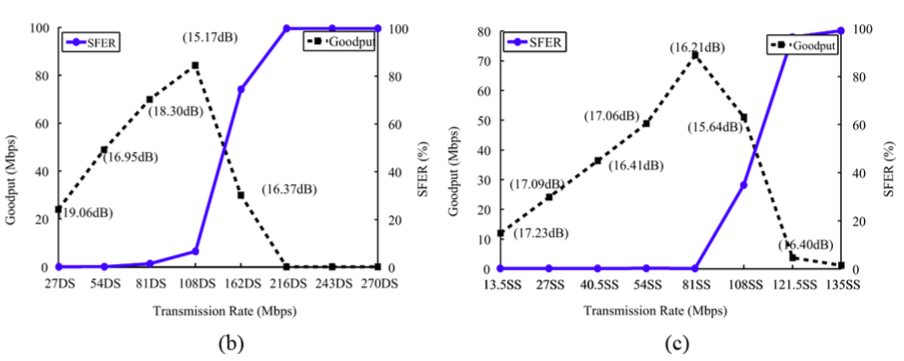 SFER
Goodput
(15.17dB)
(18.30dB)
(16.95dB)
(16.37dB)
19.06dB)
100
80
60
40
20
0
100
80
60
40
20
0
Goodput (Mbps)
SFER (%)
27DS 54DS 81DS 108DS 162DS 216DS 243DS 270DS
Transmission Rate (Mbps)
(b)
SFER
Goodput
(16.21dB)
(17.06dB)
(15.64dB)
(16.41dB)
(17.09dB)
(17.23dB)
(16.40dB)
80
70
60
50
40
30
20
10
0
100
80
60
40
20
0
Goodput (Mbps)
SFER (%)
13.5SS 27SS 40.5SS 54SS 81SS 108SS 121.5SS 135SS
Transmission Rate (Mbps)
(c)